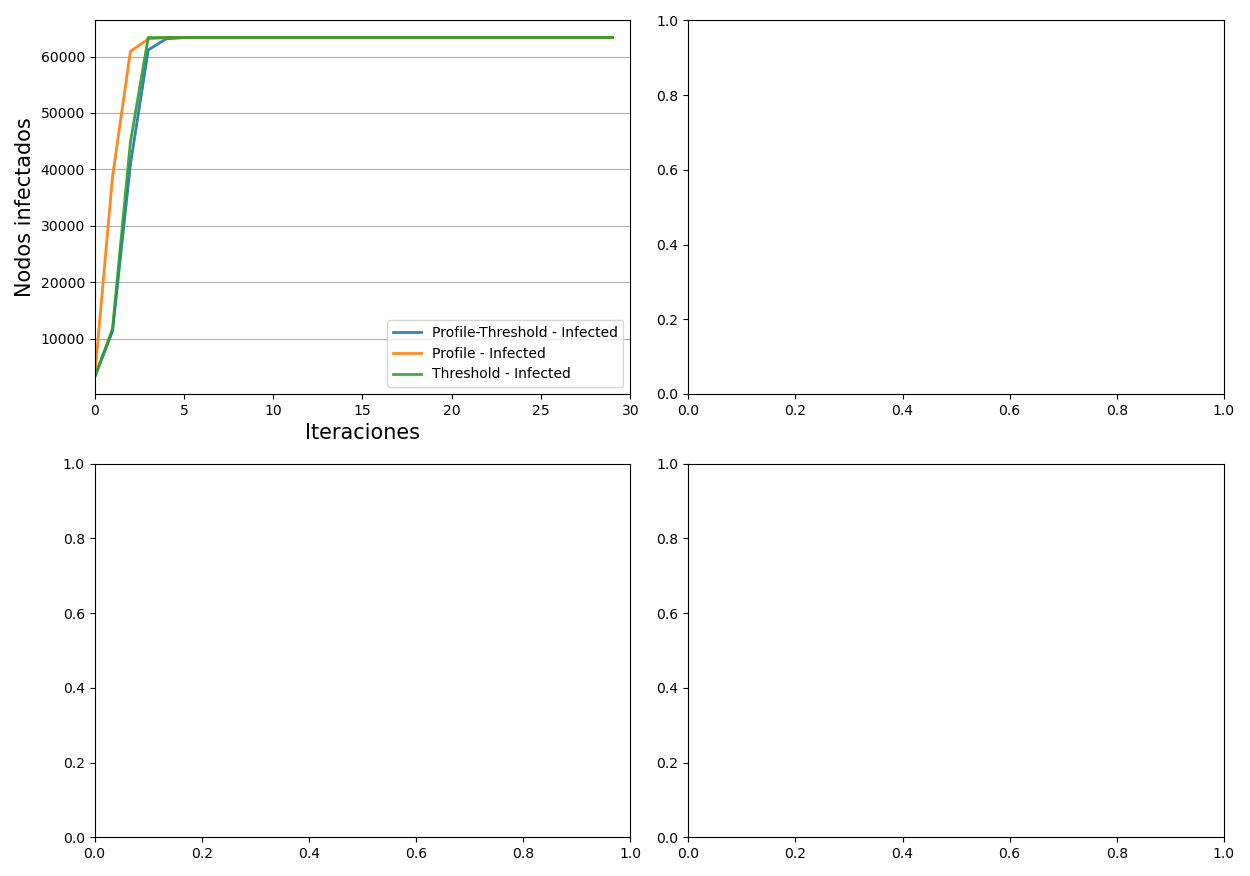 60000
50000
40000
30000
20000
10000
Nodos infectados
Profile-Threshold - Infected
Profile - Infected
Threshold - Infected
0 5 10 15 20 25 30
Iteraciones
1.0
0.8
0.6
0.4
0.2
0.0
0.0 0.2 0.4 0.6 0.8 1.0
1.0
0.8
0.6
0.4
0.2
0.0
0.0 0.2 0.4 0.6 0.8 1.0
1.0
0.8
0.6
0.4
0.2
0.0
0.0 0.2 0.4 0.6 0.8 1.0